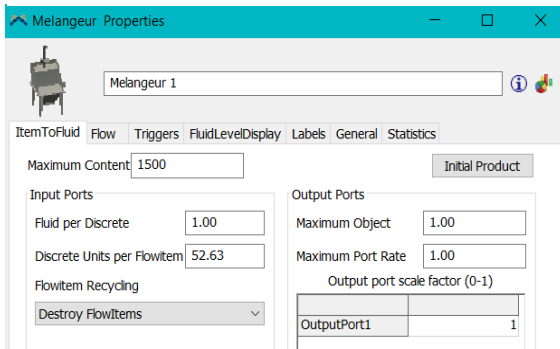 Melangeur Properties
Melangeur 1
ItemToFluid Flow Triggers FluidLevelDisplay Labels General Statistics
Maximum Content 1500
Initial Product
Input Ports
Fluid per Discrete 1.00
Discrete Units per Flowitem 52.63
Flowitem Recycling
Destroy FlowItems
Output Ports
Maximum Object 1.00
Maximum Port Rate 1.00
Output port scale factor (0-1)
OutputPort1 1